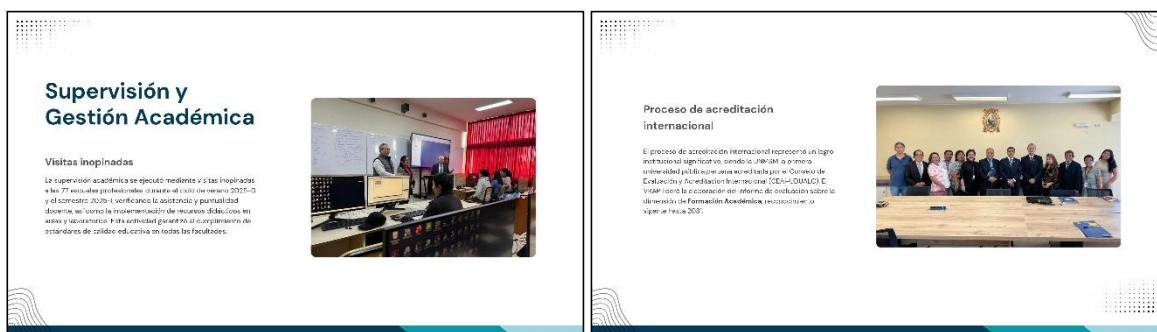 Supervisión y
Gestión Académica
Visitas inopinadas
La supervisión académica se ejecutó mediante visitas inopinadas
a las 77 escuelas profesionales durante el ciclo de verano 2025-0
y el semestre 2025-I, verificando la asistencia y puntualidad
docente, así como la implementación de recursos didácticos en
aulas y laboratorios. Esta actividad garantizó el cumplimiento de
estándares de calidad educativa en todas las facultades.
Proceso de acreditación
internacional
El proceso de acreditación internacional representó un logro
institucional significativo, siendo la UNMSM la primera
universidad pública peruana acreditada por el Consejo de
Evaluación y Acreditación Internacional (CEAI-UDUALC). El
VRAP lideró la elaboración del informe de evaluación sobre la
dimensión de Formación Académica, reconocimiento
vigente hasta 2031.